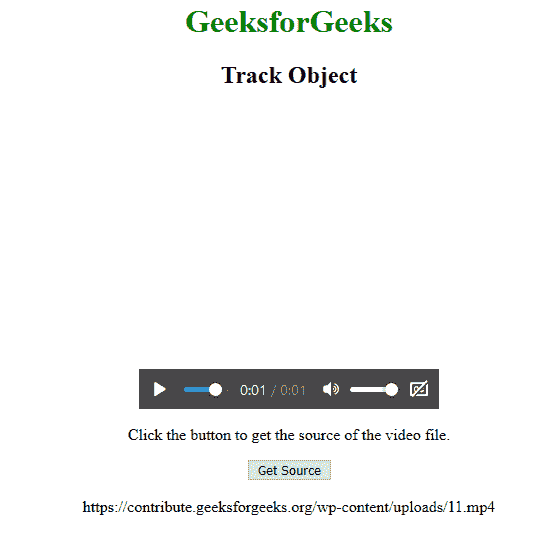 GeeksforGeeks
Track Object
0:01 / 0:01
Click the button to get the source of the video file.
Get Source
https://contribute.geeksforgeeks.org/wp-content/uploads/11.mp4